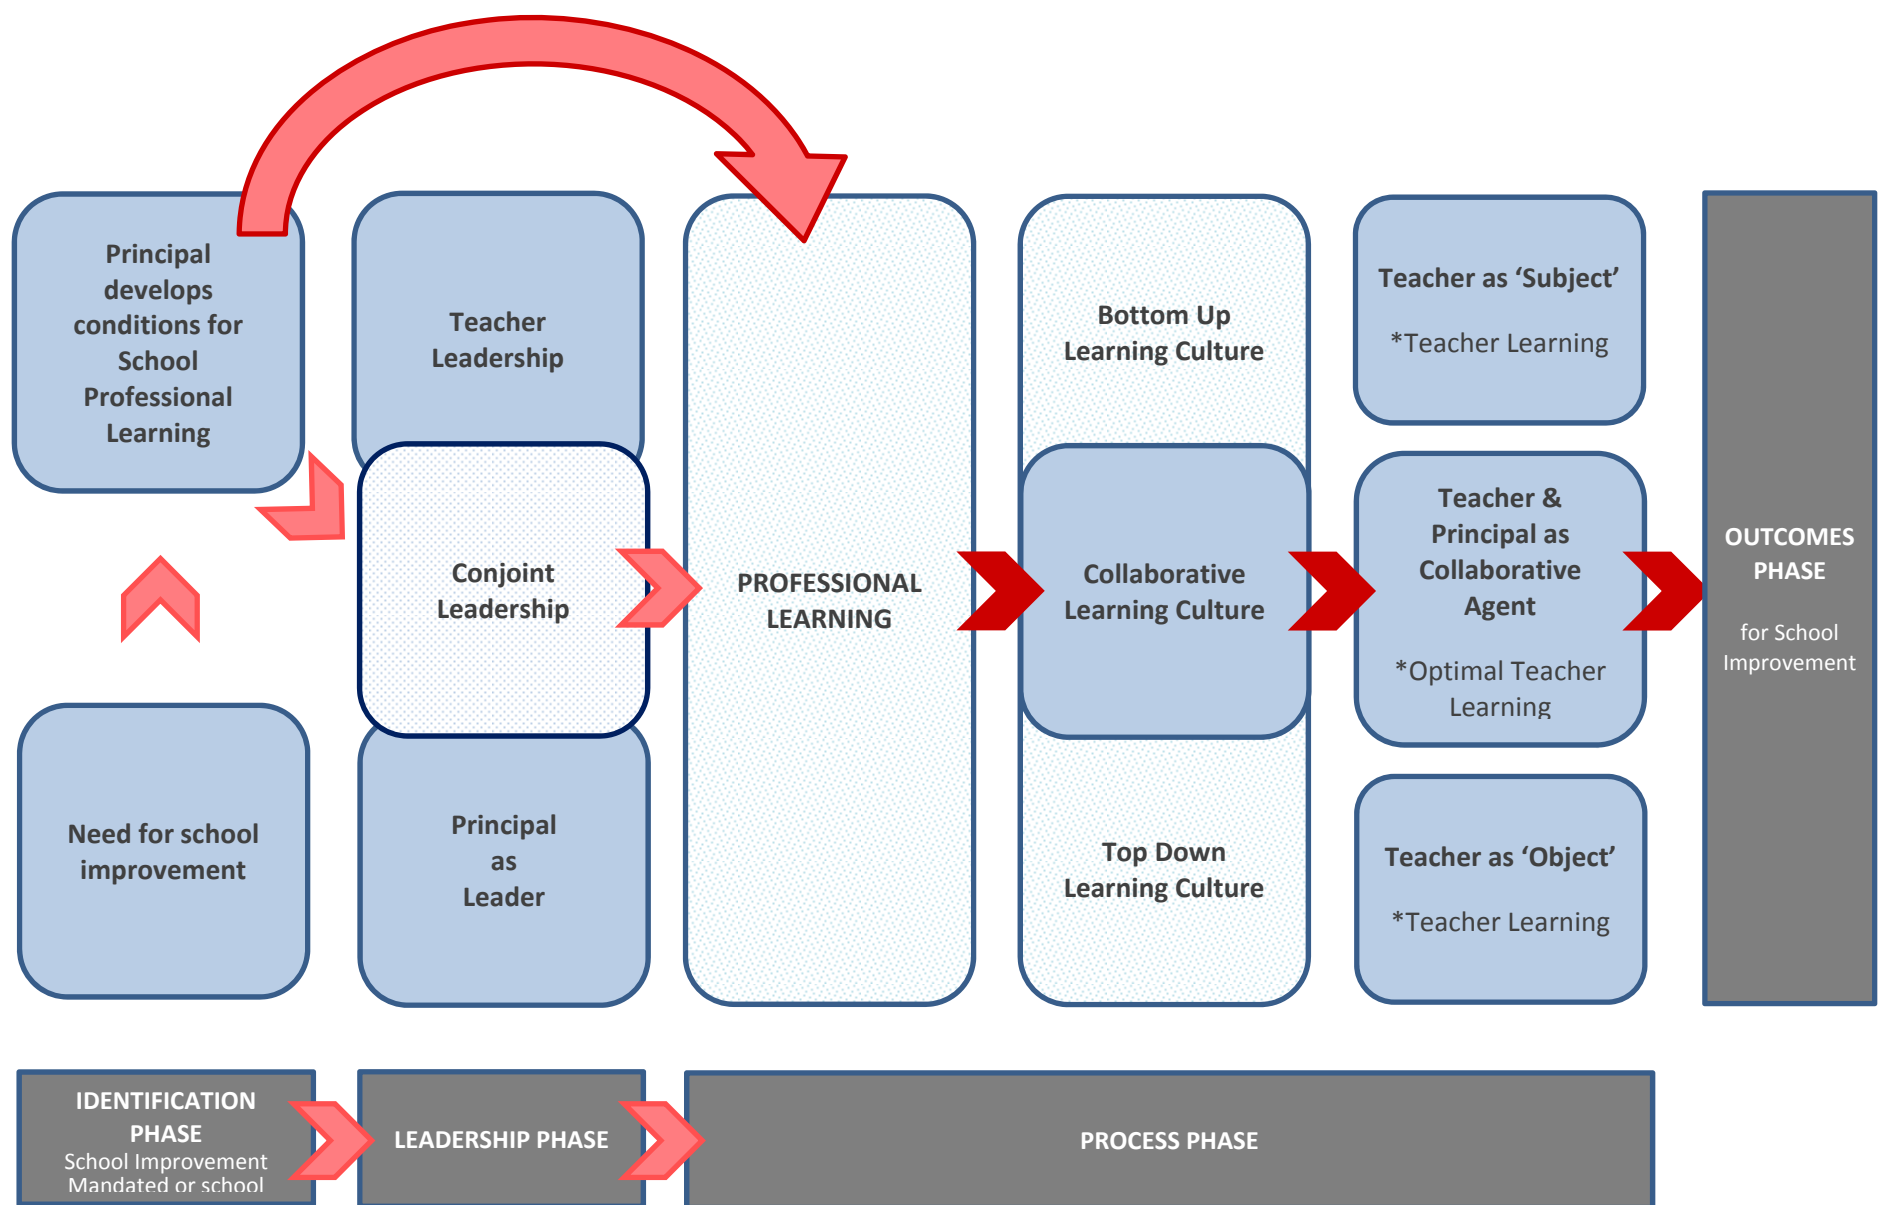 Principal
develops
conditions for
School
Professional
Learning
Need for school
improvement
Teacher
Leadership
Conjoint
Leadership
Principal
as
Leader
PROFESSIONAL
LEARNING
Bottom Up
Learning Culture
Collaborative
Learning Culture
Top Down
Learning Culture
Teacher as ‘Subject’
*Teacher Learning
Teacher &
Principal as
Collaborative
Agent
*Optimal Teacher
Learning
Teacher as ‘Object’
*Teacher Learning
OUTCOMES
PHASE
for School
Improvement
IDENTIFICATION
PHASE
School Improvement
Mandated or school
LEADERSHIP PHASE
PROCESS PHASE